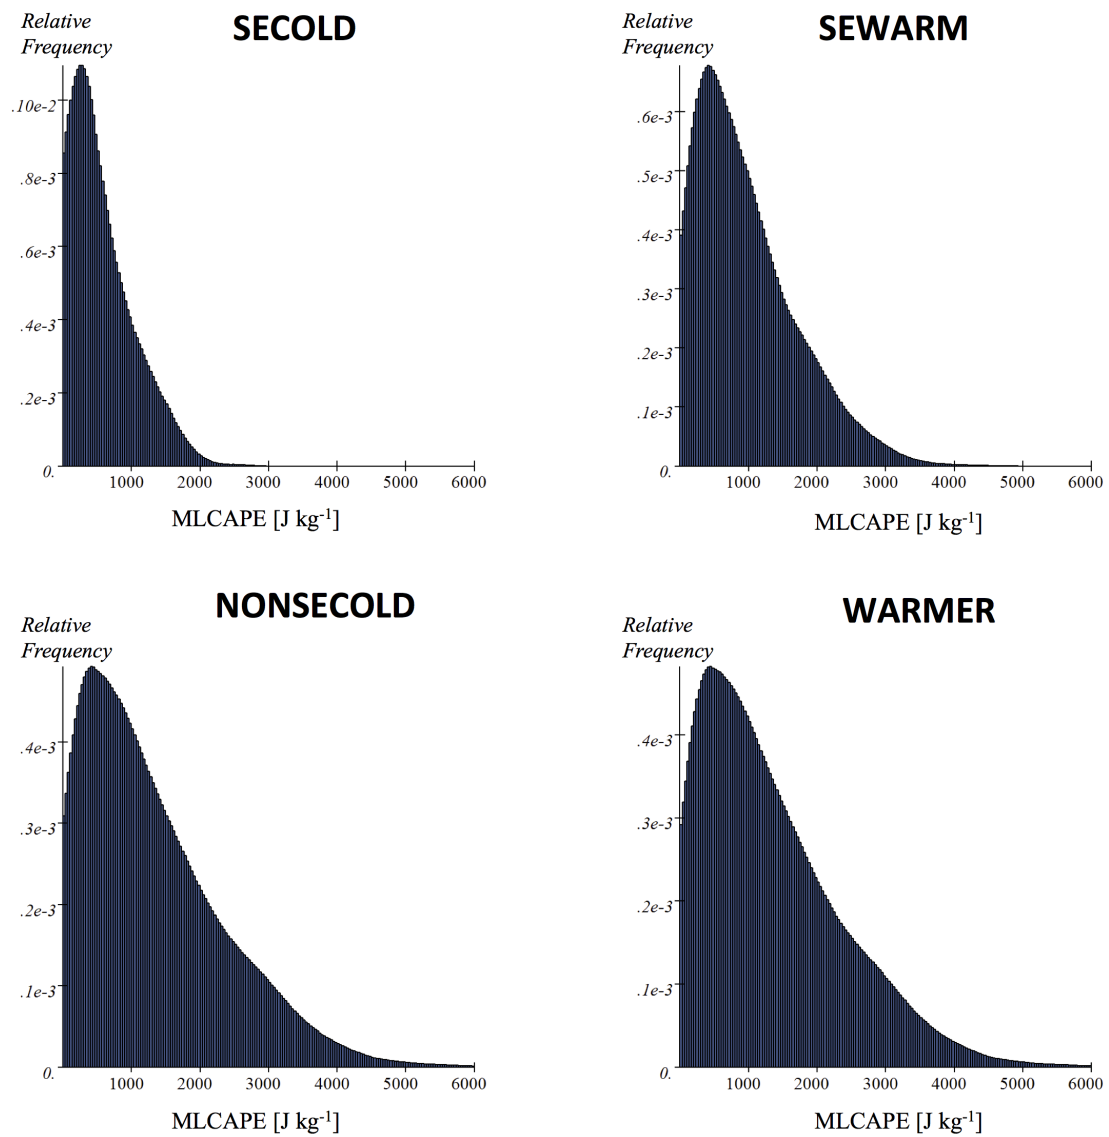 SECOLD
Relative
Frequency
.10e-2
.8e-3
.6e-3
.4e-3
.2e-3
0.
1000 2000 3000 4000 5000 6000
MLCAPE [J kg-1]
SEWARM
Relative
Frequency
.6e-3
.5e-3
.4e-3
.3e-3
.2e-3
.1e-3
0.
1000 2000 3000 4000 5000 6000
MLCAPE [J kg-1]
NONSECOLD
Relative
Frequency
.4e-3
.3e-3
.2e-3
.1e-3
0.
1000 2000 3000 4000 5000 6000
MLCAPE [J kg-1]
WARMER
Relative
Frequency
.4e-3
.3e-3
.2e-3
.1e-3
0.
1000 2000 3000 4000 5000 6000
MLCAPE [J kg-1]